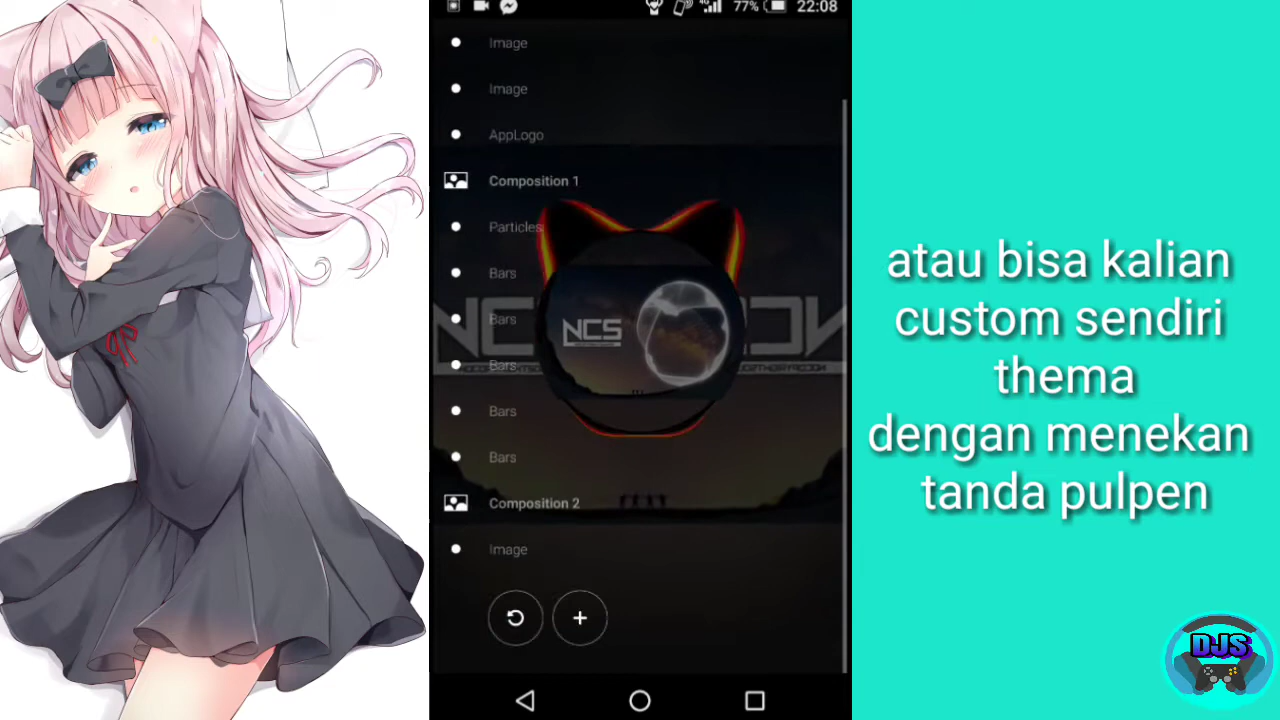 77% 22:08
Image
Image
AppLogo
Composition 1
Particles
Bars
Bars
Bars
Bars
Bars
Composition 2
Image
NCS
atau bisa kalian
custom sendiri
thema
dengan menekan
tanda pulpen
DJS